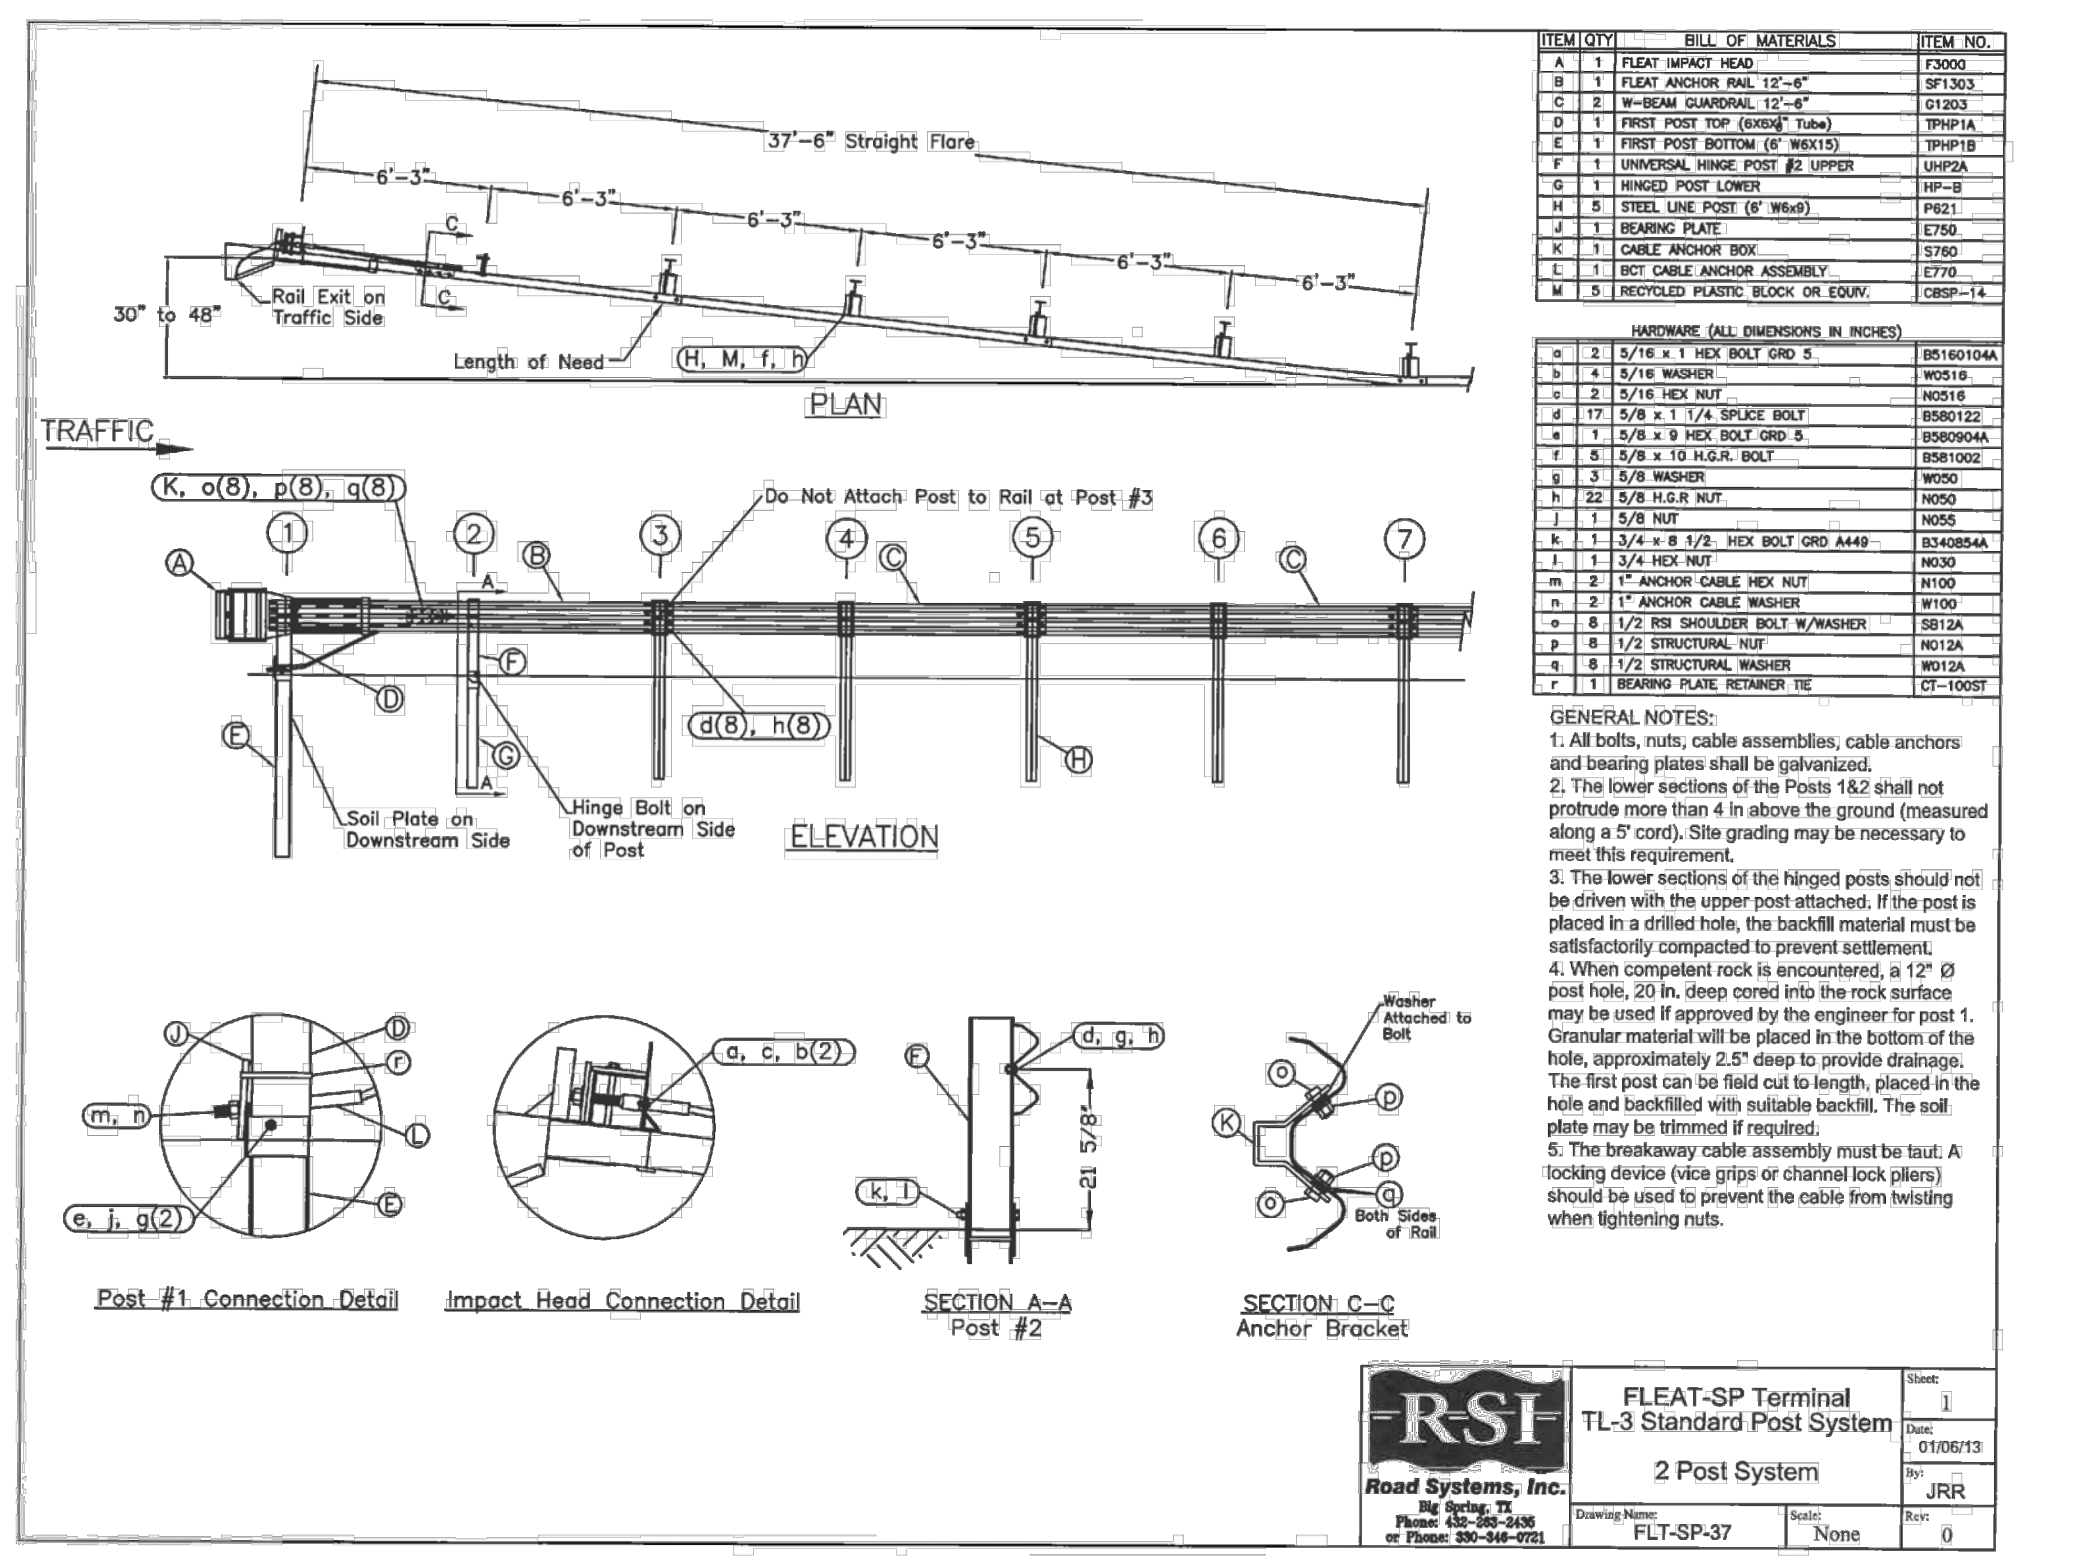 37'-6" Straight Flare
6'-3"
6'-3"
6'-3"
6'-3"
6'-3"
6'-3"
C
C
30" to 48"
Rail Exit on
Traffic Side
Length of Need
H, M, f, h
PLAN
TRAFFIC
K, o(8), p(8), q(8)
Do Not Attach Post to Rail at Post #3
1
2
3
4
5
6
7
A
A
B
C
C
F
D
E
d(8), h(8)
G
H
A
Soil Plate on
Downstream Side
Hinge Bolt on
Downstream Side
of Post
ELEVATION
J
D
r
m, n
L
e, j, g(2)
E
Post #1 Connection Detail
a, c, b(2)
Impact Head Connection Detail
F
d, g, h
21 5/8"
k, l
SECTION A-A
Post #2
Washer
Attached to
Bolt
o
p
K
p
o
q
Both Sides
of Rail
SECTION C-C
Anchor Bracket
ITEM QTY BILL OF MATERIALS ITEM NO.
A 1 FLEAT IMPACT HEAD F3000
B 1 FLEAT ANCHOR RAIL 12'-6" SF1303
C 2 W-BEAM GUARDRAIL 12'-6" G1203
D 1 FIRST POST TOP (6X6X Tube) TPHP1A
E 1 FIRST POST BOTTOM (6' W6X15) TPHP1B
F 1 UNIVERSAL HINGE POST #2 UPPER UHP2A
G 1 HINGED POST LOWER HP-B
H 5 STEEL LINE POST (6' W6x9) P621
J 1 BEARING PLATE E750
K 1 CABLE ANCHOR BOX S760
L 1 BCT CABLE ANCHOR ASSEMBLY E770
M 5 RECYCLED PLASTIC BLOCK OR EQUIV. CBSP-14
HARDWARE (ALL DIMENSIONS IN INCHES)
a 2 5/16 x 1 HEX BOLT GRD 5 B5160104A
b 4 5/16 WASHER W0516
c 2 5/16 HEX NUT N0516
d 17 5/8 x 1 1/4 SPLICE BOLT B580122
e 1 5/8 x 9 HEX BOLT GRD 5 B580904A
f 5 5/8 x 10 H.G.R. BOLT B581002
g 3 5/8 WASHER W050
h 22 5/8 H.G.R NUT N050
j 1 5/8 NUT N055
k 1 3/4 x 8 1/2 HEX BOLT GRD A449 B340854A
l 1 3/4 HEX NUT N030
m 2 1" ANCHOR CABLE HEX NUT N100
n 2 1" ANCHOR CABLE WASHER W100
o 8 1/2 RSI SHOULDER BOLT W/WASHER SB12A
p 8 1/2 STRUCTURAL NUT N012A
q 8 1/2 STRUCTURAL WASHER W012A
r 1 BEARING PLATE RETAINER TIE CT-100ST
GENERAL NOTES:
1. All bolts, nuts, cable assemblies, cable anchors
and bearing plates shall be galvanized.
2. The lower sections of the Posts 1&2 shall not
protrude more than 4 in above the ground (measured
along a 5' cord). Site grading may be necessary to
meet this requirement.
3. The lower sections of the hinged posts should not
be driven with the upper post attached. If the post is
placed in a drilled hole, the backfill material must be
satisfactorily compacted to prevent settlement.
4. When competent rock is encountered, a 12" Ø
post hole, 20 in. deep cored into the rock surface
may be used if approved by the engineer for post 1.
Granular material will be placed in the bottom of the
hole, approximately 2.5" deep to provide drainage.
The first post can be field cut to length, placed in the
hole and backfilled with suitable backfill. The soil
plate may be trimmed if required.
5. The breakaway cable assembly must be taut. A
locking device (vice grips or channel lock pliers)
should be used to prevent the cable from twisting
when tightening nuts.
RSI
Road Systems, Inc.
Big Spring, TX
Phone: 432-263-2435
or Phone: 330-346-0721
FLEAT-SP Terminal
TL-3 Standard Post System
2 Post System
Drawing Name:
FLT-SP-37
Scale:
None
Sheet:
1
Date:
01/06/13
By:
JRR
Rev:
0